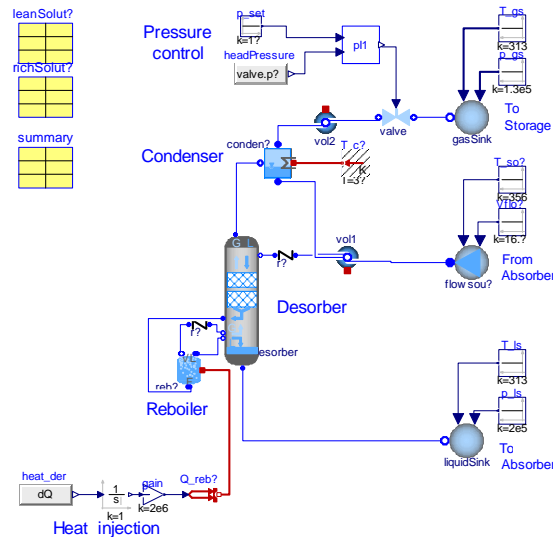 leanSolut?
richSolut?
summary
Pressure
control
p_set
k=1?
headPressure
valve.p?
pI1
T_gs
k=313
p_gs
k=1.3e5
To
Storage
gasSink
valve
vol2
Condenser
conden?
T_c?
K
T=3?
T_so?
k=356
Vflo?
k=16.?
From
Absorber
flow sou?
vol1
G L
r?
Desorber
esorber
r?
V L
F
reb?
Reboiler
T_ls
k=313
p_ls
k=2e5
To
Absorber
liquidSink
heat_der
dQ
1
s
k=1
gain
k=2e6
Q_reb?
Heat injection